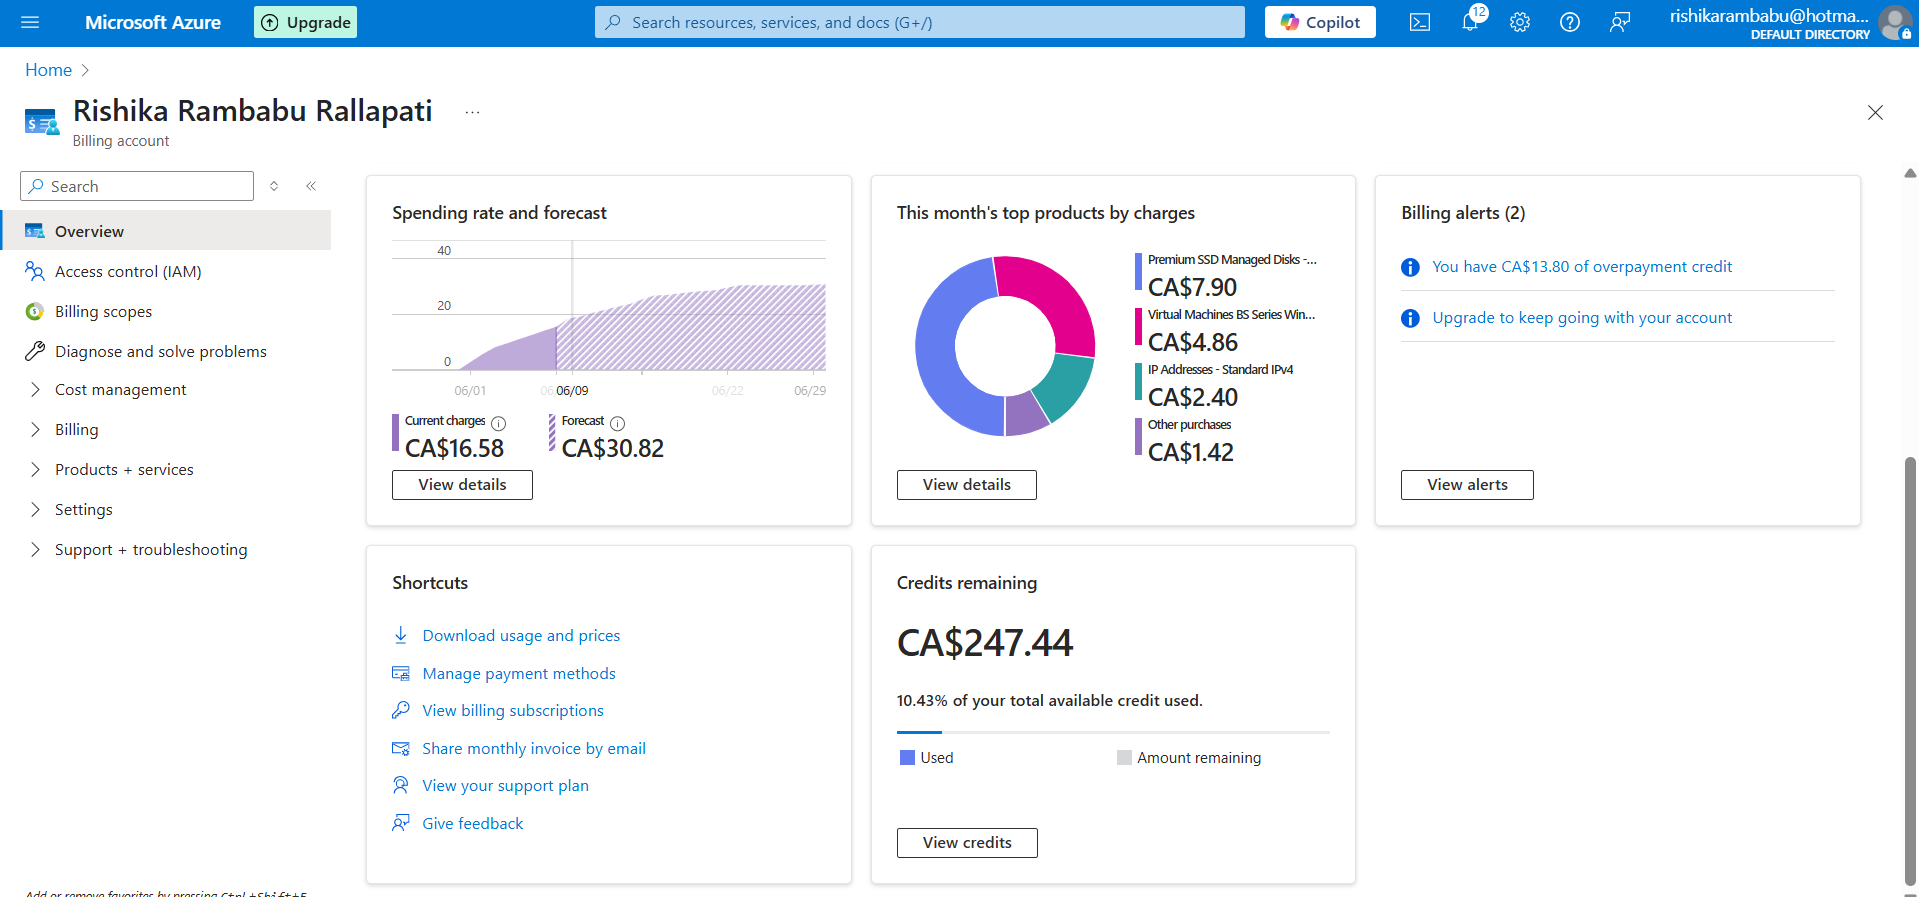 Microsoft Azure
Upgrade
Search resources, services, and docs (G+/)
Copilot
12
rishikarambabu@hotma...
DEFAULT DIRECTORY
Home
Rishika Rambabu Rallapati
...
Billing account
Search
Overview
Access control (IAM)
Billing scopes
Diagnose and solve problems
Cost management
Billing
Products + services
Settings
Support + troubleshooting
Add or remove favorites by pressing Ctrl+Shift+F
Spending rate and forecast
40
20
0
06/01
06/09
06/22
06/29
Current charges
CA$16.58
Forecast
CA$30.82
View details
This month's top products by charges
Premium SSD Managed Disks -...
CA$7.90
Virtual Machines BS Series Win...
CA$4.86
IP Addresses - Standard IPv4
CA$2.40
Other purchases
CA$1.42
View details
Billing alerts (2)
You have CA$13.80 of overpayment credit
Upgrade to keep going with your account
View alerts
Shortcuts
Download usage and prices
Manage payment methods
View billing subscriptions
Share monthly invoice by email
View your support plan
Give feedback
Credits remaining
CA$247.44
10.43% of your total available credit used.
Used
Amount remaining
View credits